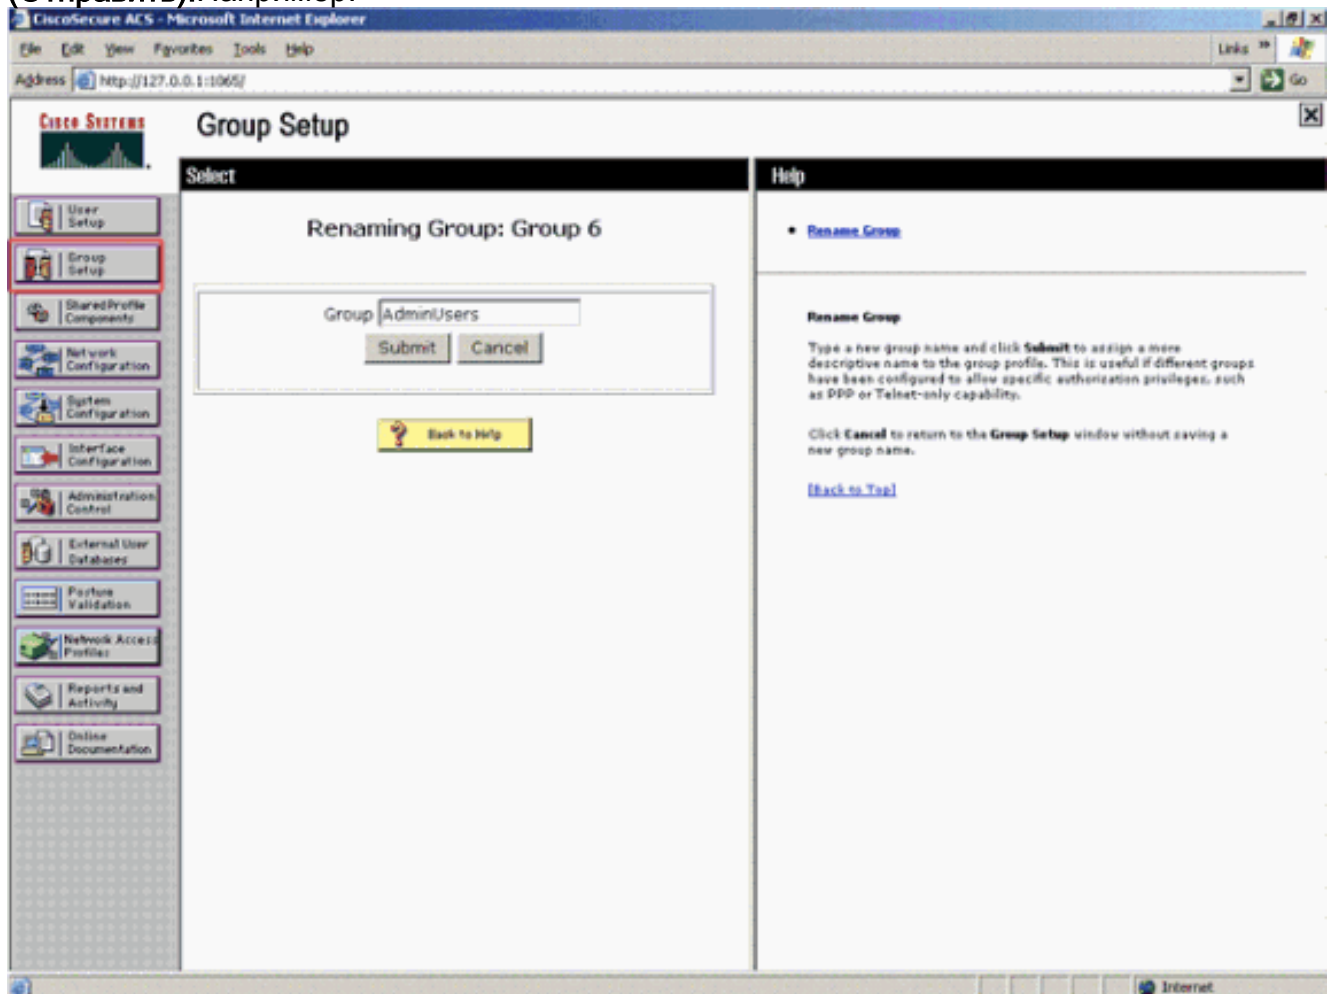 (Отправить).Например:
CiscoSecure ACS - Microsoft Internet Explorer
File Edit View Favorites Tools Help
Links »
Address http://127.0.0.1:1065/
Go
CISCO SYSTEMS
Group Setup
Select
Help
User
Setup
Group
Setup
Shared Profile
Components
Network
Configuration
System
Configuration
Interface
Configuration
Administration
Control
External User
Databases
Posture
Validation
Network Access
Profiles
Reports and
Activity
Online
Documentation
Renaming Group: Group 6
Group AdminUsers
Submit Cancel
? Back to Help
• Rename Group
Rename Group
Type a new group name and click Submit to assign a more
descriptive name to the group profile. This is useful if different groups
have been configured to allow specific authorization privileges, such
as PPP or Telnet-only capability.
Click Cancel to return to the Group Setup window without saving a
new group name.
[Back to Top]
Internet